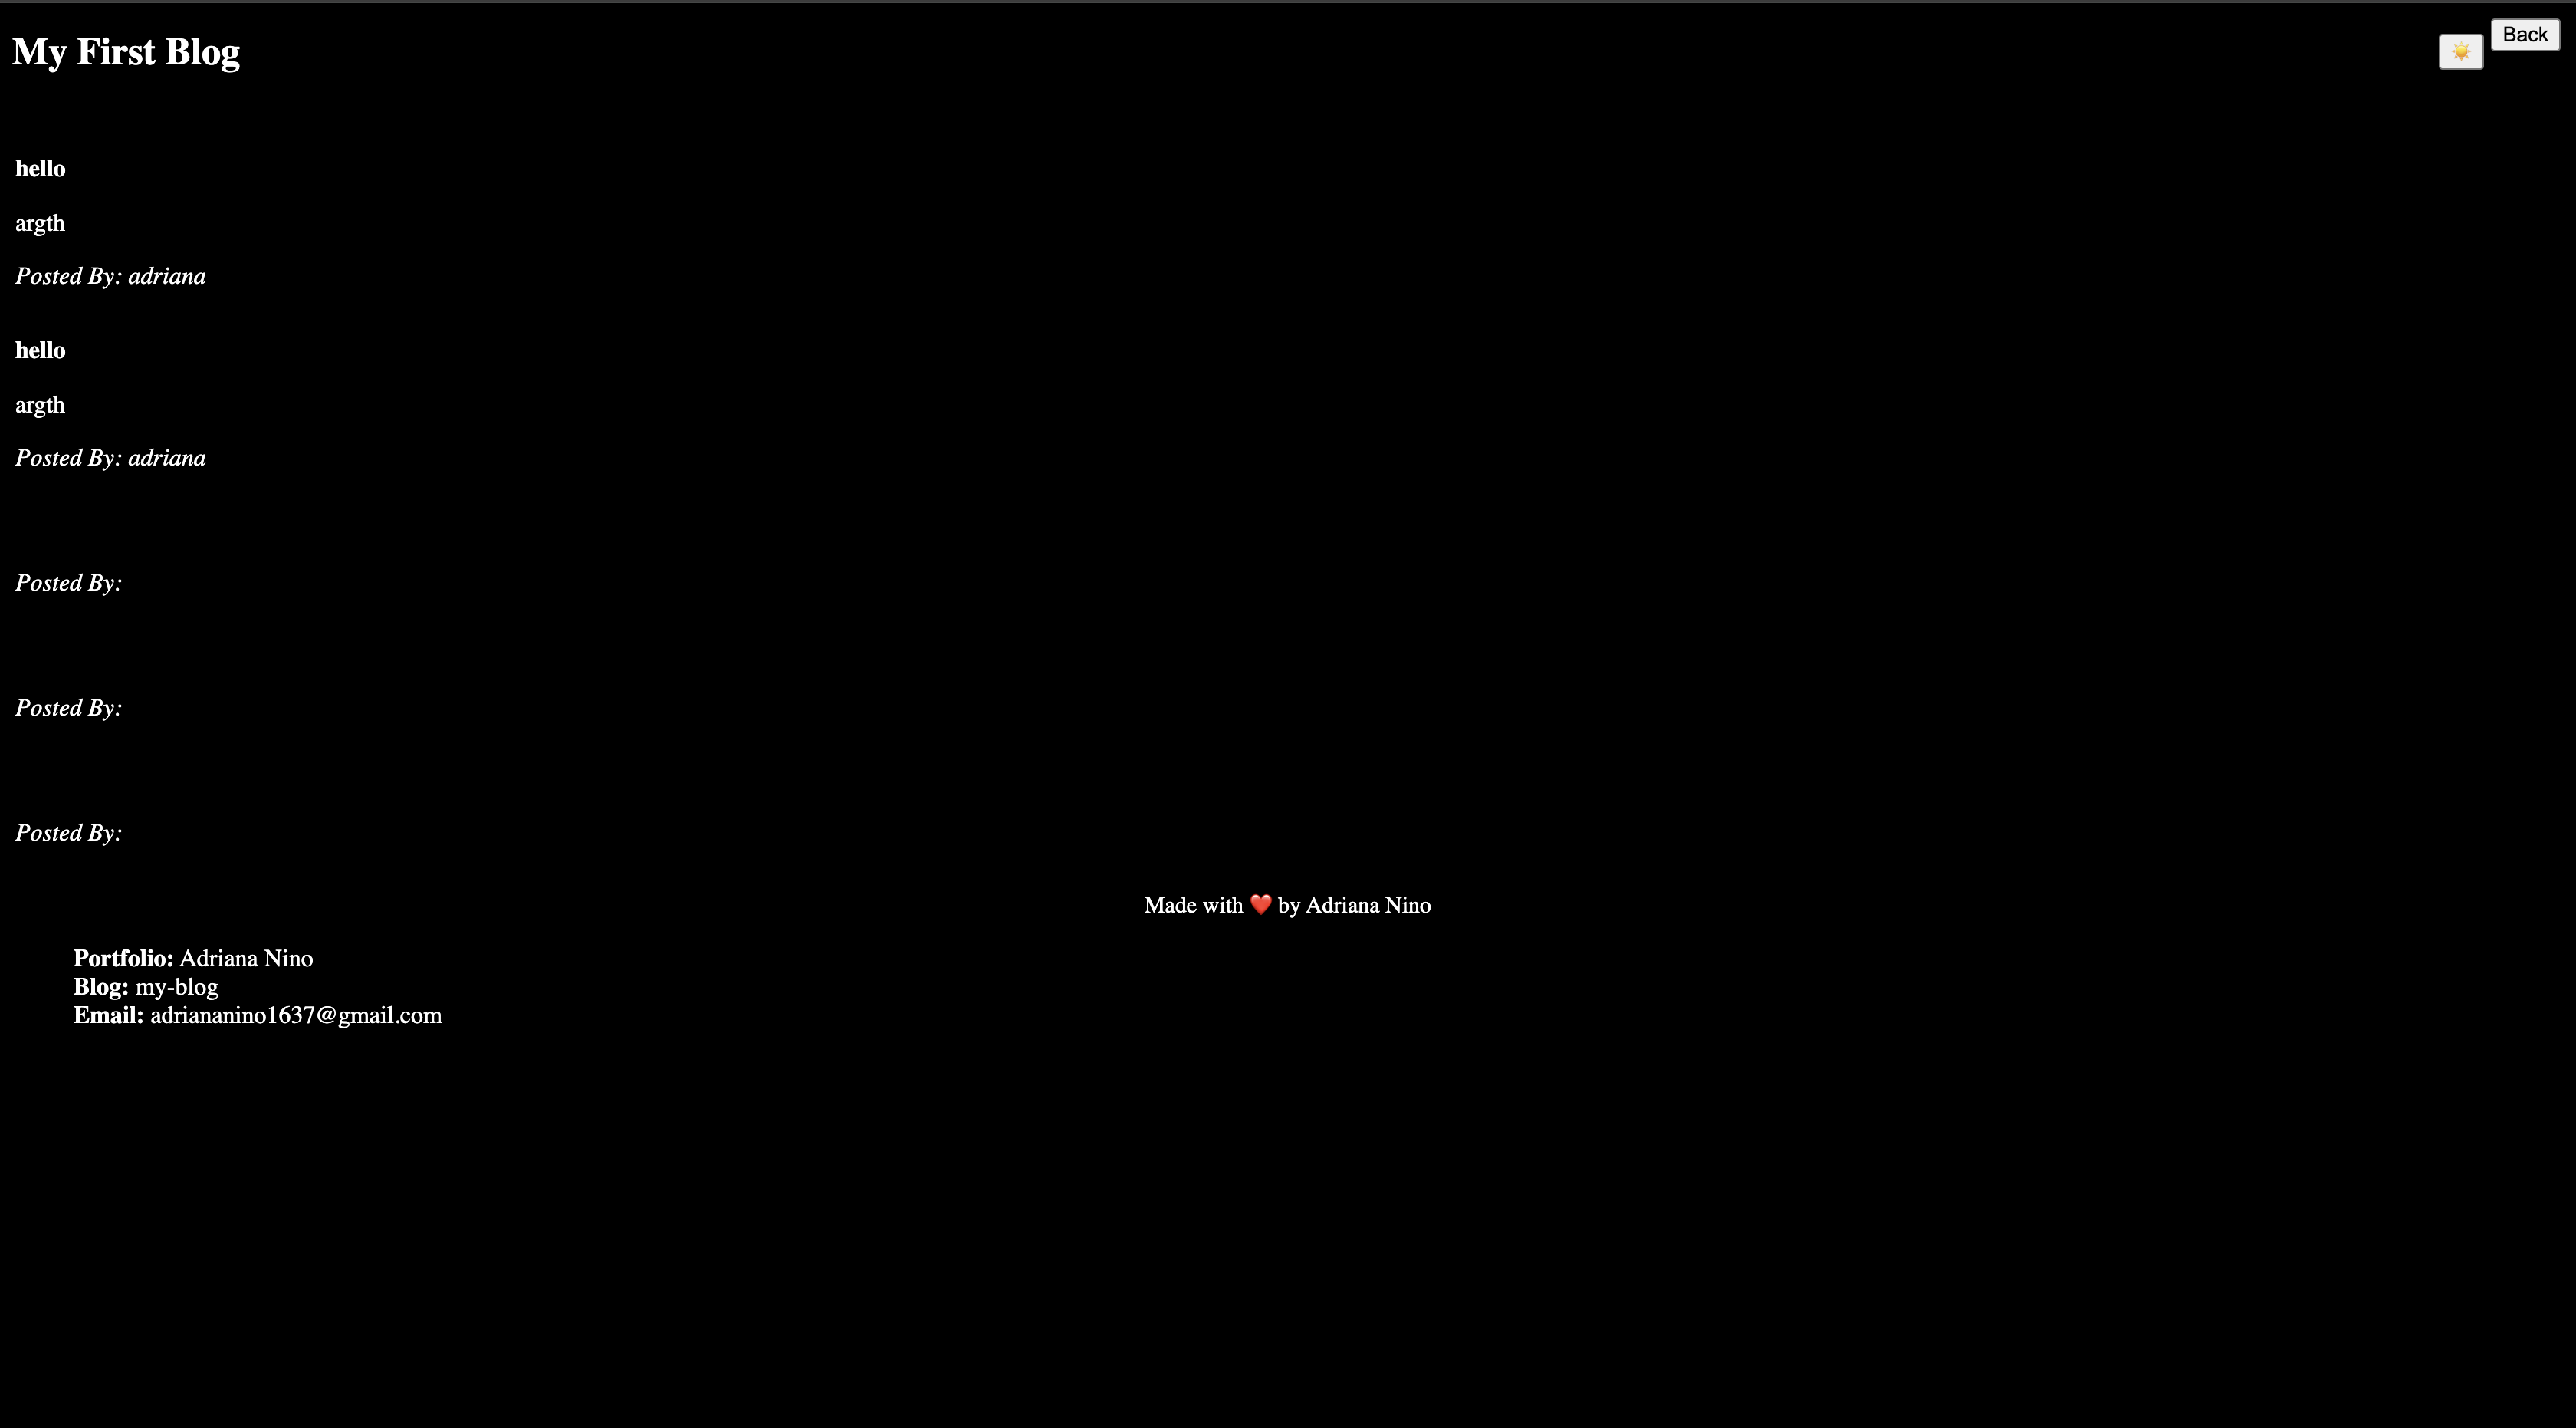 My First Blog
☀️
Back
hello
argth
Posted By: adriana
hello
argth
Posted By: adriana
Posted By:
Posted By:
Posted By:
Made with ❤️ by Adriana Nino
Portfolio: Adriana Nino
Blog: my-blog
Email: adriananino1637@gmail.com